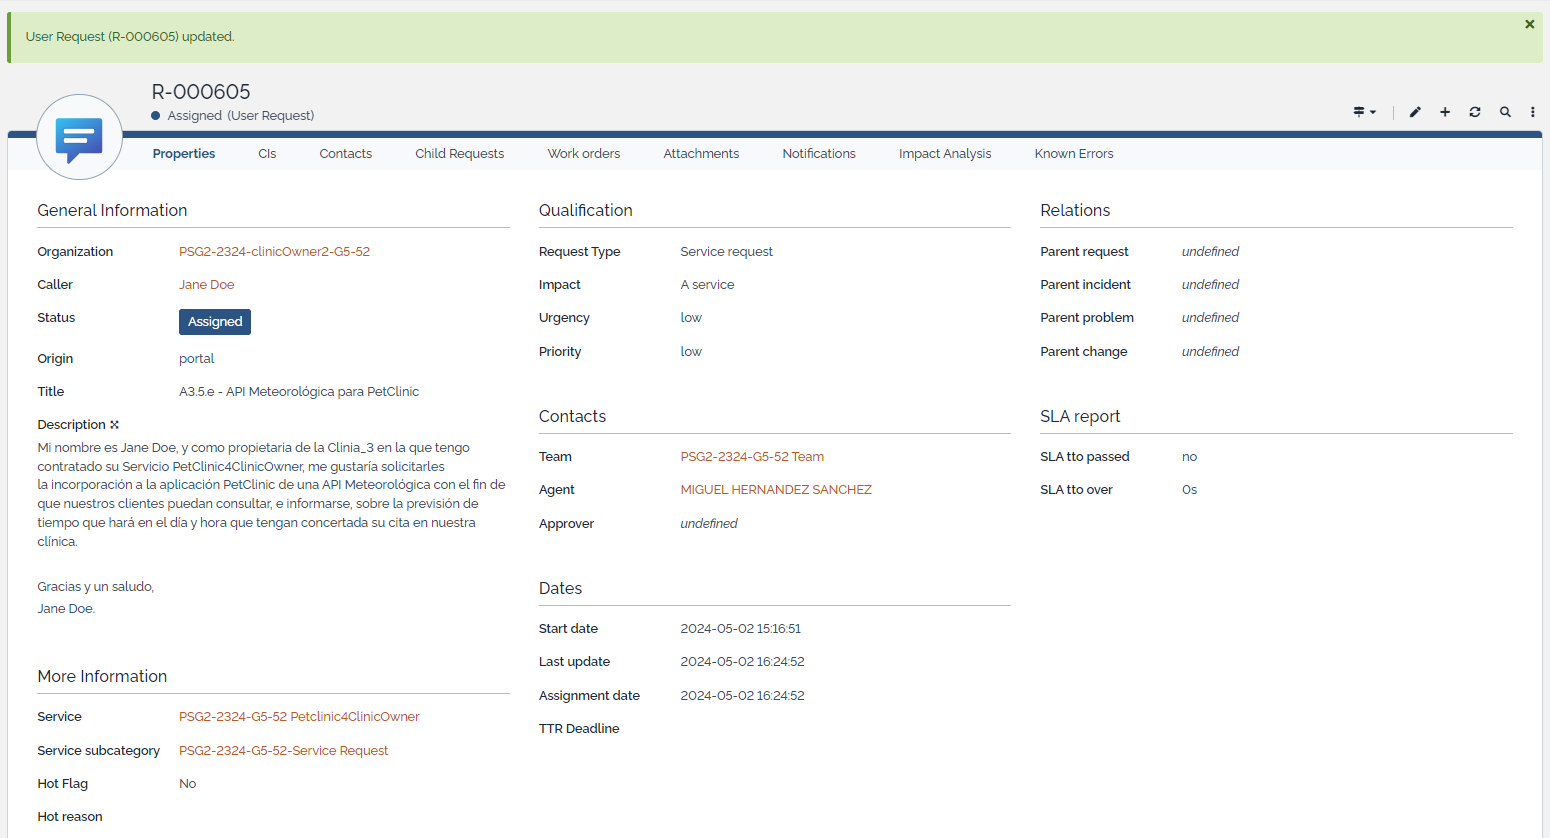 User Request (R-000605) updated.
R-000605
Assigned (User Request)
Properties CIs Contacts Child Requests Work orders Attachments Notifications Impact Analysis Known Errors
General Information
Organization PSG2-2324-clinicOwner2-G5-52
Caller Jane Doe
Status Assigned
Origin portal
Title A3.5.e - API Meteorológica para PetClinic
Description
Mi nombre es Jane Doe, y como propietaria de la Clinia_3 en la que tengo
contratado su Servicio PetClinic4ClinicOwner, me gustaría solicitarles
la incorporación a la aplicación PetClinic de una API Meteorológica con el fin de
que nuestros clientes puedan consultar, e informarse, sobre la previsión de
tiempo que hará en el día y hora que tengan concertada su cita en nuestra
clínica.
Gracias y un saludo,
Jane Doe.
More Information
Service PSG2-2324-G5-52 Petclinic4ClinicOwner
Service subcategory PSG2-2324-G5-52-Service Request
Hot Flag No
Hot reason
Qualification
Request Type Service request
Impact A service
Urgency low
Priority low
Contacts
Team PSG2-2324-G5-52 Team
Agent MIGUEL HERNANDEZ SANCHEZ
Approver undefined
Dates
Start date 2024-05-02 15:16:51
Last update 2024-05-02 16:24:52
Assignment date 2024-05-02 16:24:52
TTR Deadline
Relations
Parent request undefined
Parent incident undefined
Parent problem undefined
Parent change undefined
SLA report
SLA tto passed no
SLA tto over 0s